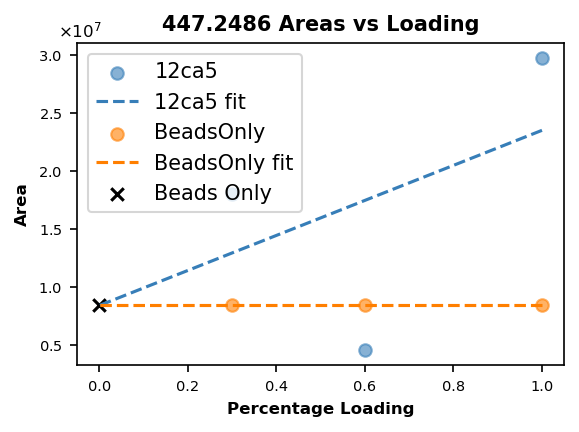 447.2486 Areas vs Loading
×10⁷
3.0
2.5
2.0
1.5
1.0
0.5
Area
12ca5
12ca5 fit
BeadsOnly
BeadsOnly fit
Beads Only
0.0 0.2 0.4 0.6 0.8 1.0
Percentage Loading